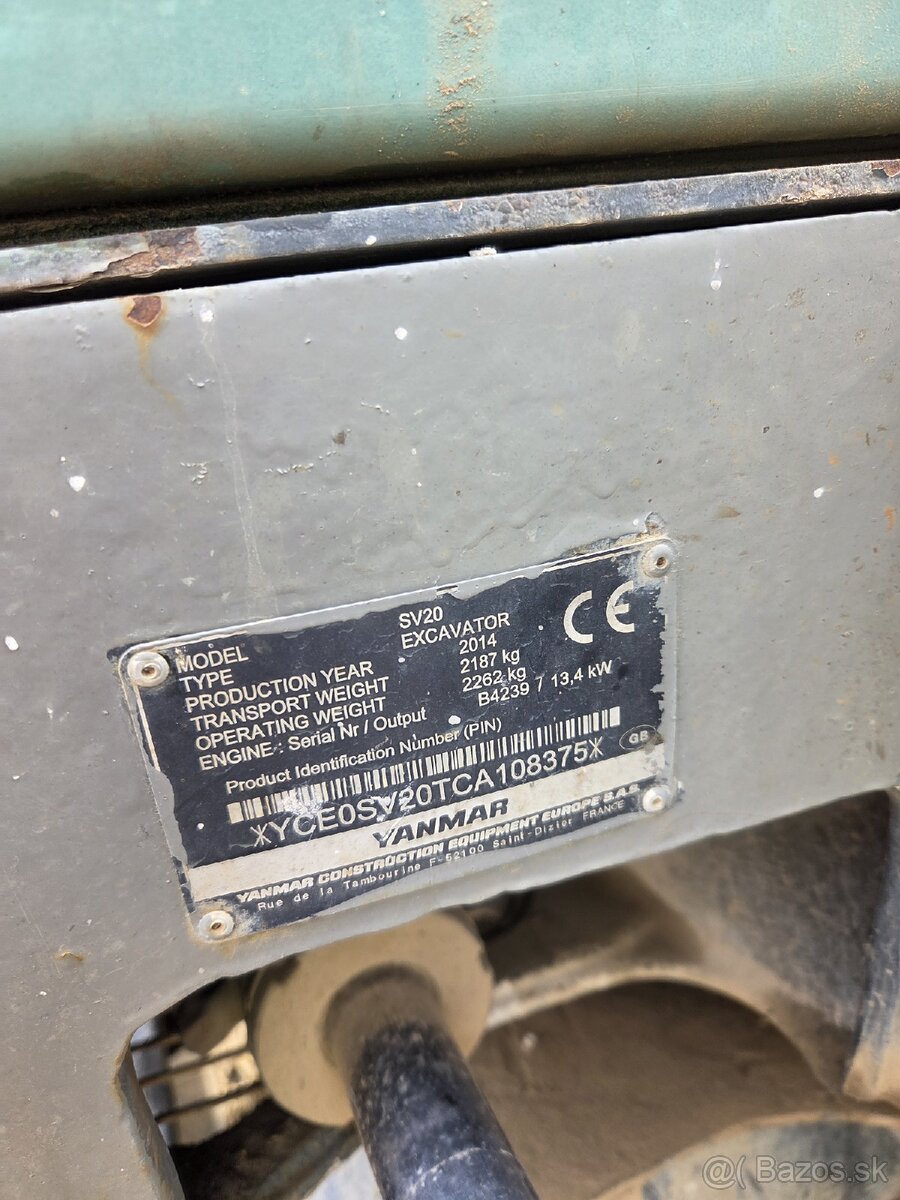 MODEL SV20
TYPE EXCAVATOR
PRODUCTION YEAR 2014
TRANSPORT WEIGHT 2187 kg
OPERATING WEIGHT 2262 kg
ENGINE : Serial Nr / Output B4239 / 13,4 kW
CE
Product Identification Number (PIN)
GB
*YCE0SV20TCA108375*
YANMAR
YANMAR CONSTRUCTION EQUIPMENT EUROPE S.A.S.
Rue de la Tambourine F-52100 Saint-Dizier FRANCE
@( Bazos.sk